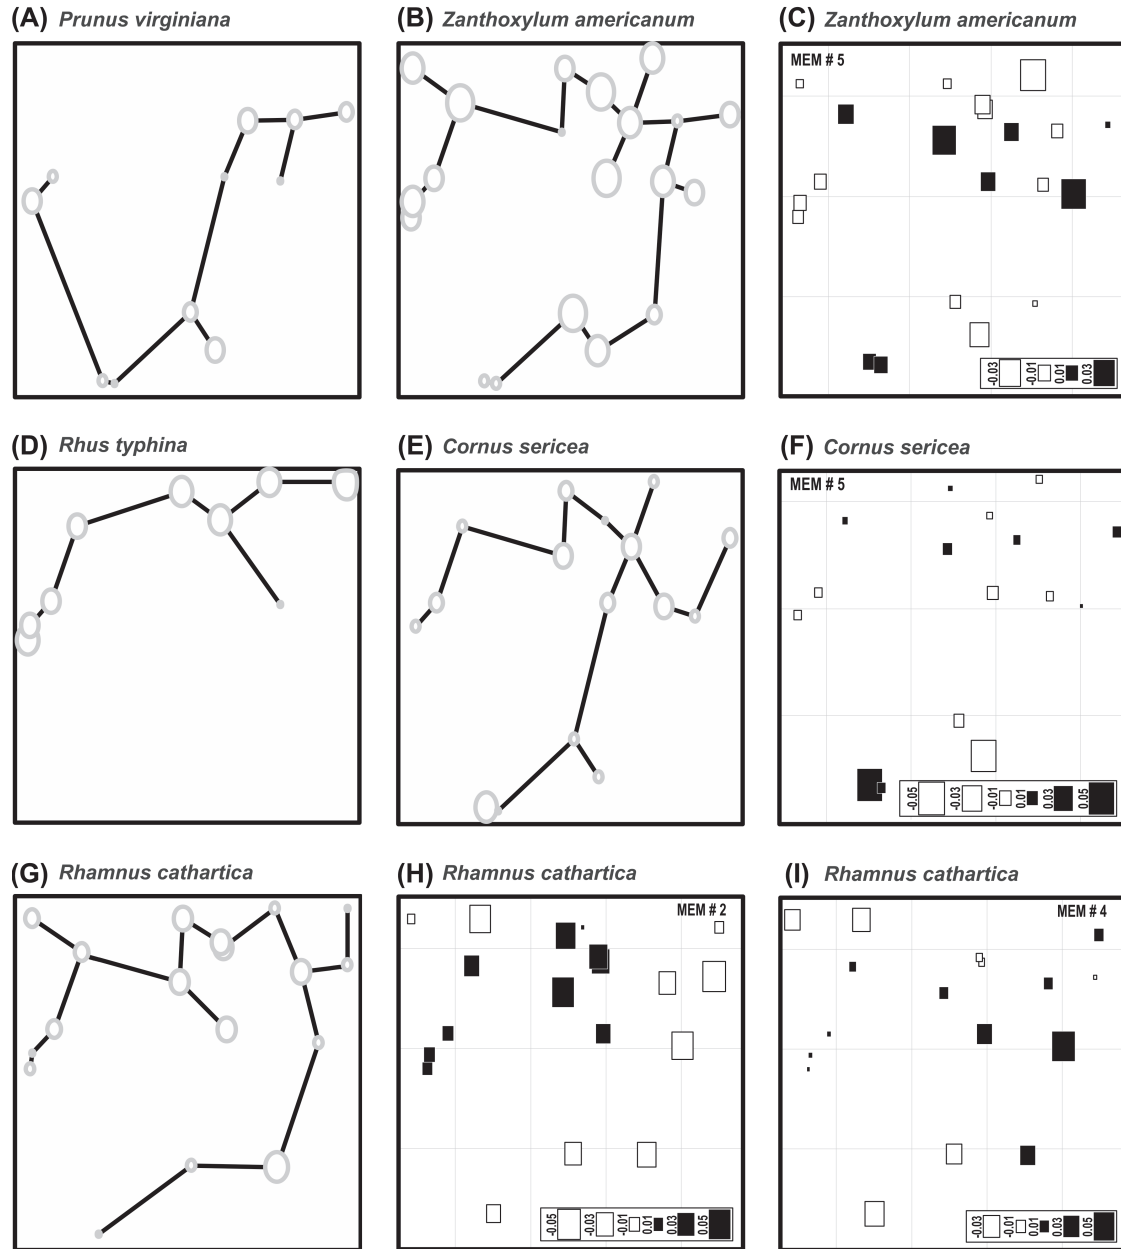 (A) Prunus virginiana
(B) Zanthoxylum americanum
(C) Zanthoxylum americanum
MEM # 5
-0.03
-0.01
0.01
0.03
(D) Rhus typhina
(E) Cornus sericea
(F) Cornus sericea
MEM # 5
-0.05
-0.03
-0.01
0.01
0.03
0.05
(G) Rhamnus cathartica
(H) Rhamnus cathartica
(I) Rhamnus cathartica
MEM # 2
MEM # 4
-0.05
-0.03
-0.01
0.01
0.03
0.05
-0.03
-0.01
0.01
0.03
0.05